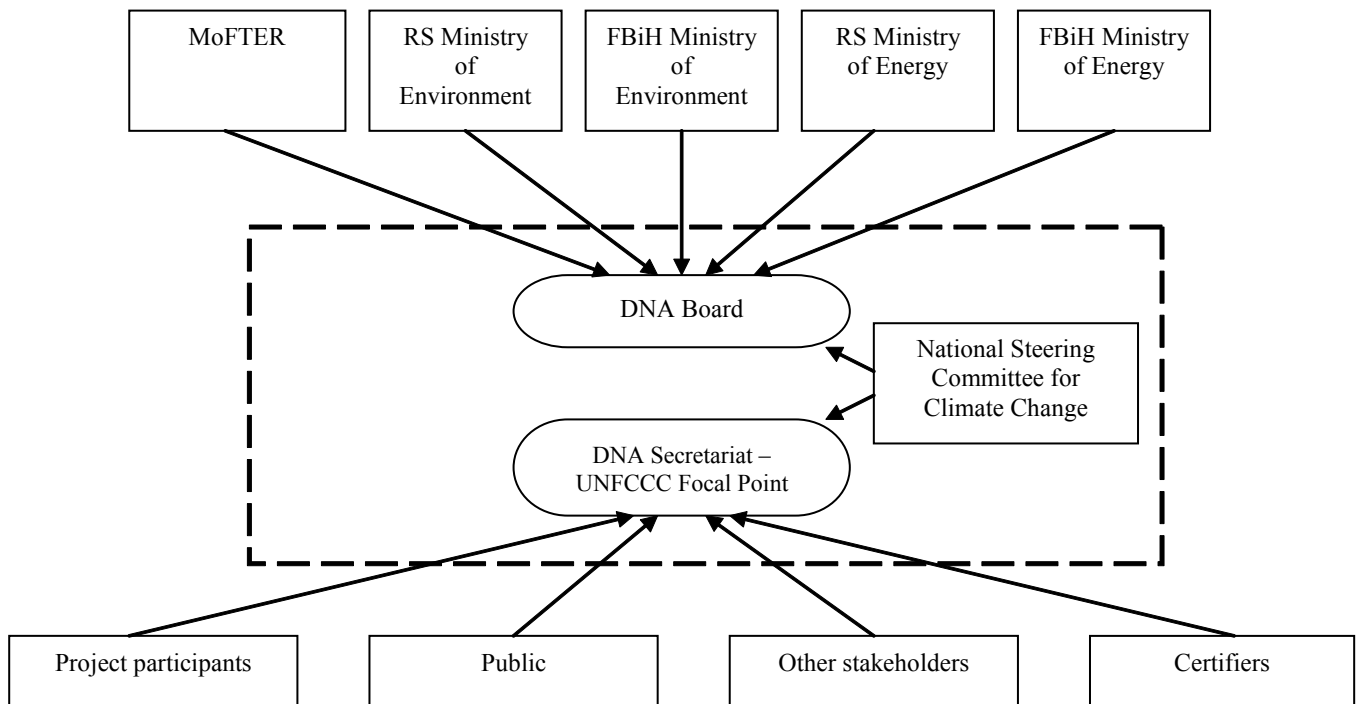 MoFTER
RS Ministry
of
Environment
FBiH Ministry
of
Environment
RS Ministry
of Energy
FBiH Ministry
of Energy
DNA Board
National Steering
Committee for
Climate Change
DNA Secretariat –
UNFCCC Focal Point
Project participants
Public
Other stakeholders
Certifiers